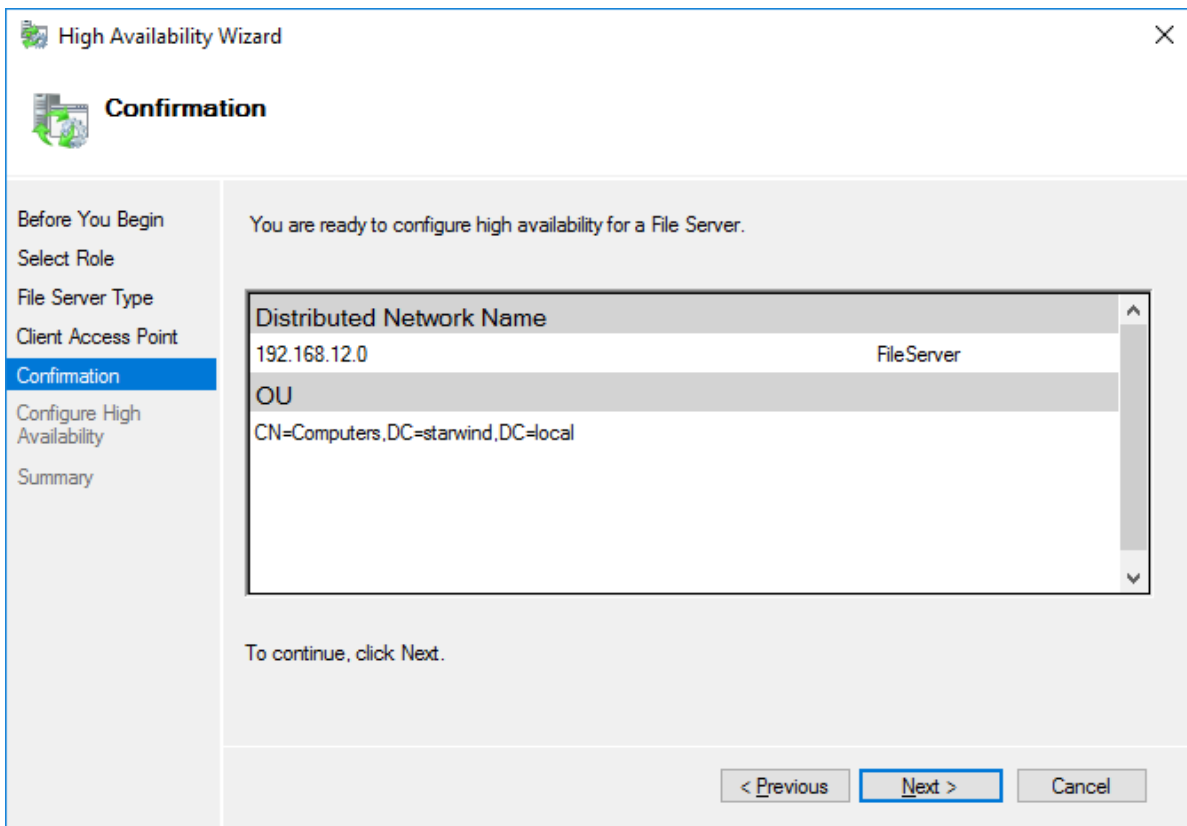 High Availability Wizard
Confirmation
Before You Begin
Select Role
File Server Type
Client Access Point
Confirmation
Configure High
Availability
Summary
You are ready to configure high availability for a File Server.
Distributed Network Name
192.168.12.0 FileServer
OU
CN=Computers,DC=starwind,DC=local
To continue, click Next.
< Previous Next > Cancel